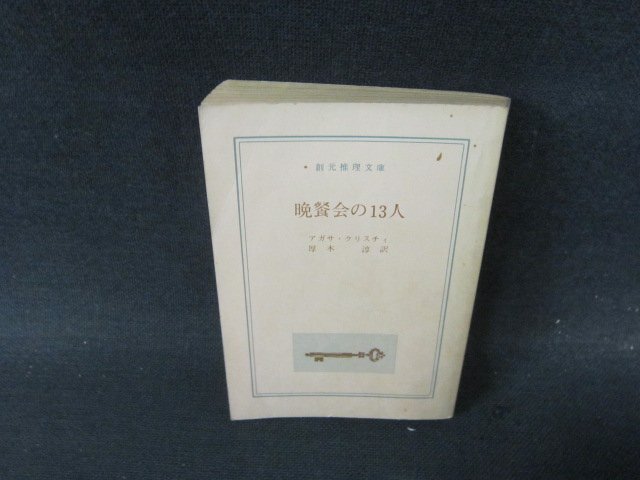 創元推理文庫
晩餐会の13人
アガサ・クリスチィ
厚木 淳訳